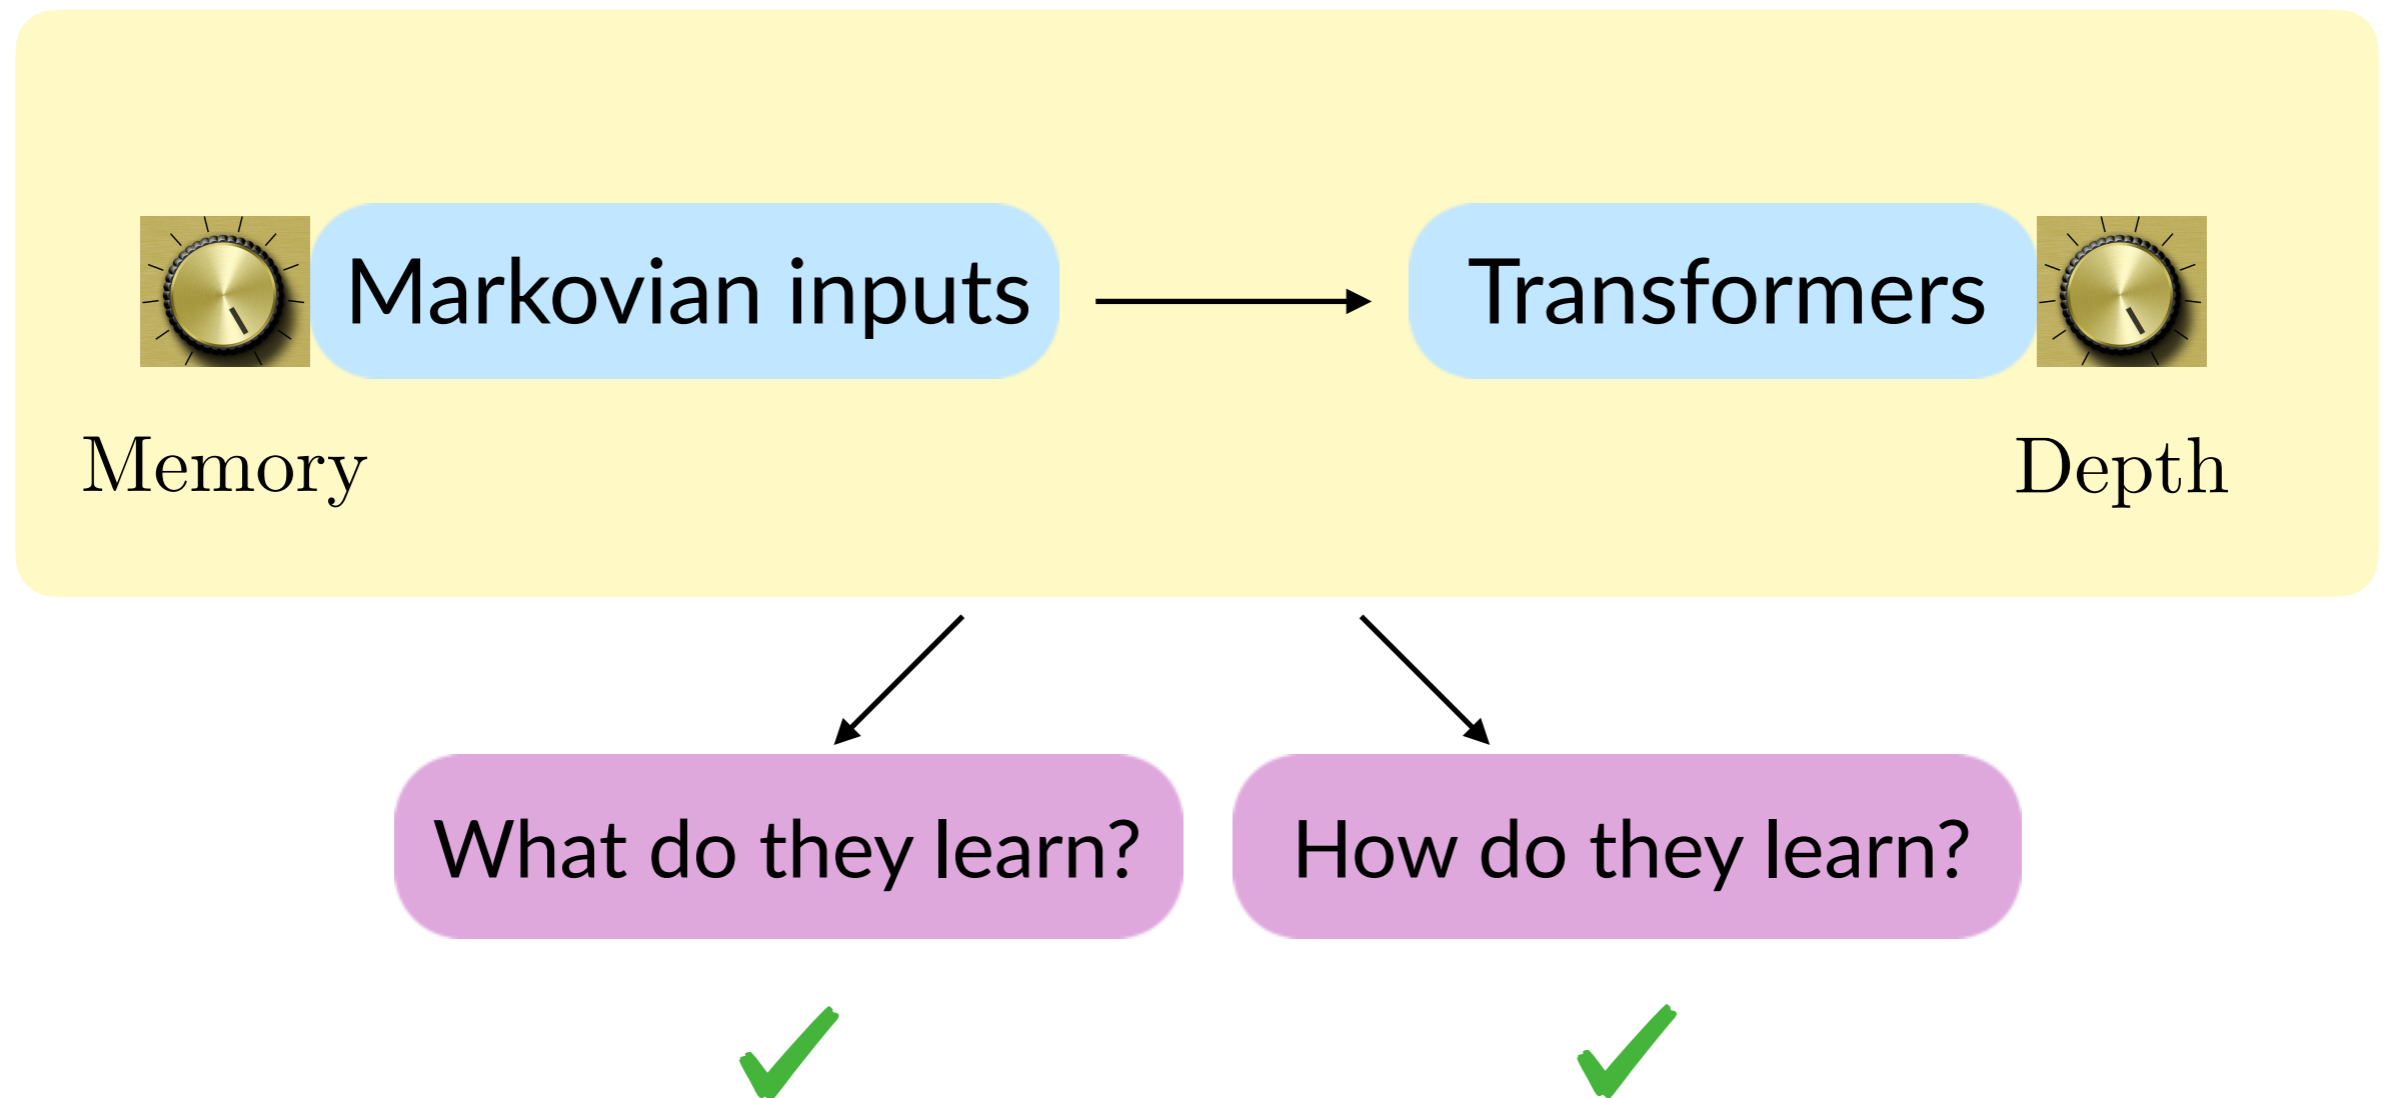 Markovian inputs
Transformers
Memory
Depth
What do they learn?
How do they learn?